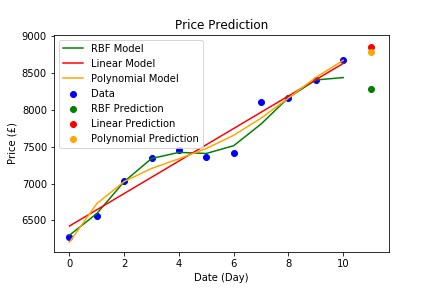 Price Prediction
9000
8500
8000
7500
7000
6500
Price (£)
RBF Model
Linear Model
Polynomial Model
Data
RBF Prediction
Linear Prediction
Polynomial Prediction
0 2 4 6 8 10
Date (Day)